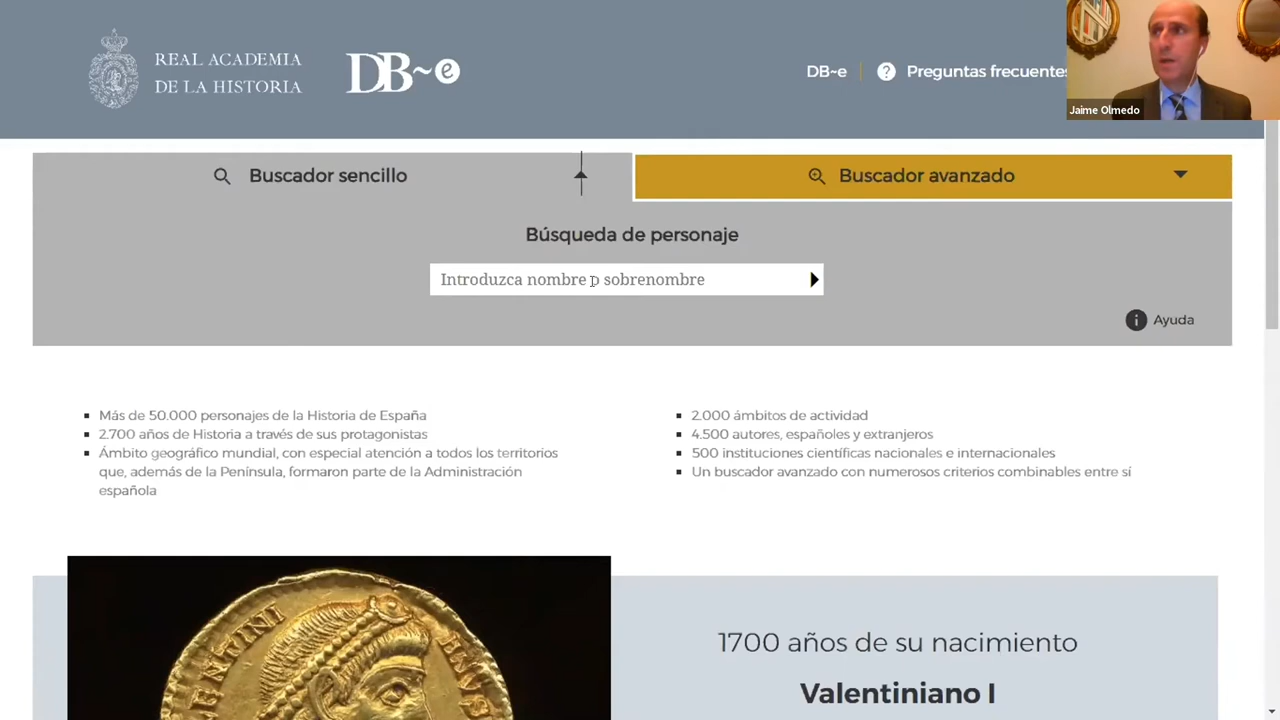 REAL ACADEMIA
DE LA HISTORIA
DB~e
DB~e
? Preguntas frecuentes
Jaime Olmedo
Buscador sencillo
Buscador avanzado
Búsqueda de personaje
Introduzca nombre o sobrenombre
i Ayuda
Más de 50.000 personajes de la Historia de España
2.700 años de Historia a través de sus protagonistas
Ámbito geográfico mundial, con especial atención a todos los territorios
que, además de la Península, formaron parte de la Administración
española
2.000 ámbitos de actividad
4.500 autores, españoles y extranjeros
500 instituciones científicas nacionales e internacionales
Un buscador avanzado con numerosos criterios combinables entre sí
1700 años de su nacimiento
Valentiniano I